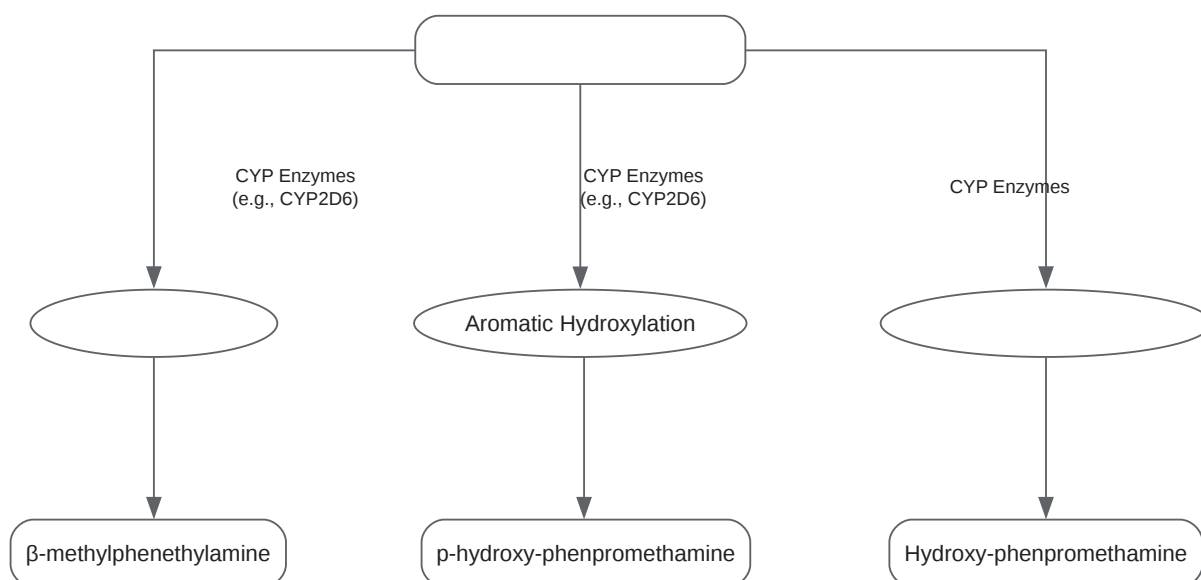 CYP Enzymes
(e.g., CYP2D6)
CYP Enzymes
(e.g., CYP2D6)
CYP Enzymes
Aromatic Hydroxylation
β-methylphenethylamine
p-hydroxy-phenpromethamine
Hydroxy-phenpromethamine